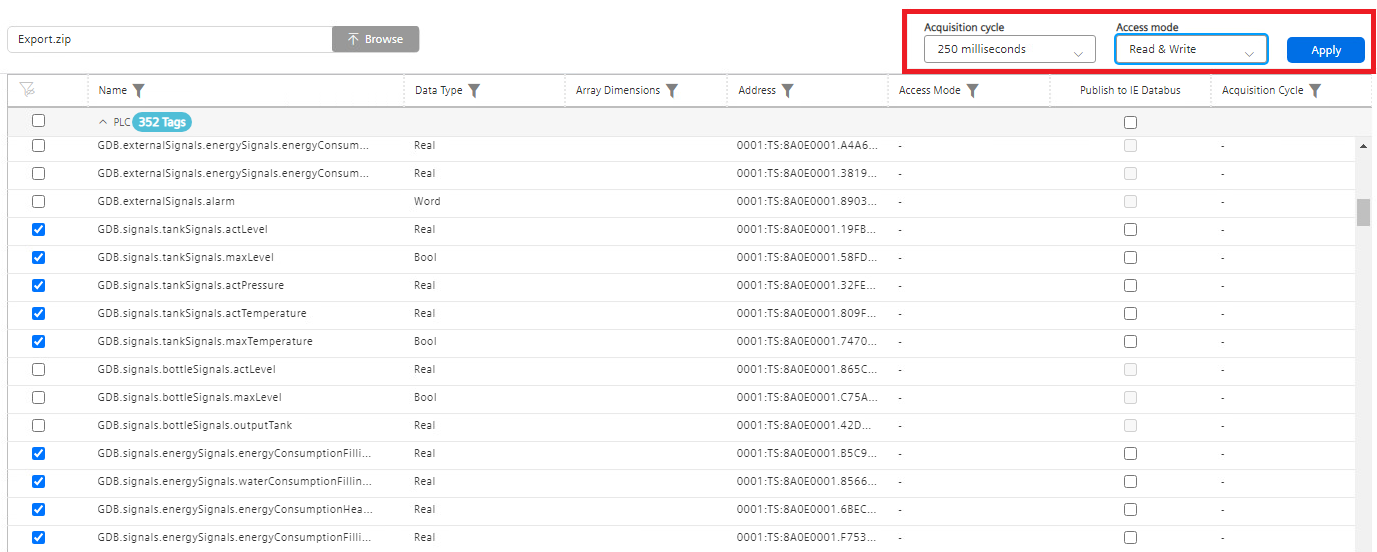 Acquisition cycle Access mode
Export.zip Browse 250 milliseconds Read & Write Apply
Name Data Type Array Dimensions Address Access Mode Publish to IE Databus Acquisition Cycle
PLC 352 Tags
GDB.externalSignals.energySignals.energyConsum... Real 0001:TS:8A0E0001.A4A6... - -
GDB.externalSignals.energySignals.energyConsum... Real 0001:TS:8A0E0001.3819... - -
GDB.externalSignals.alarm Word 0001:TS:8A0E0001.8903... - -
GDB.signals.tankSignals.actLevel Real 0001:TS:8A0E0001.19FB... - -
GDB.signals.tankSignals.maxLevel Bool 0001:TS:8A0E0001.58FD... - -
GDB.signals.tankSignals.actPressure Real 0001:TS:8A0E0001.32FE... - -
GDB.signals.tankSignals.actTemperature Real 0001:TS:8A0E0001.809F... - -
GDB.signals.tankSignals.maxTemperature Bool 0001:TS:8A0E0001.7470... - -
GDB.signals.bottleSignals.actLevel Real 0001:TS:8A0E0001.865C... - -
GDB.signals.bottleSignals.maxLevel Bool 0001:TS:8A0E0001.C75A... - -
GDB.signals.bottleSignals.outputTank Real 0001:TS:8A0E0001.42D... - -
GDB.signals.energySignals.energyConsumptionFilli... Real 0001:TS:8A0E0001.B5C9... - -
GDB.signals.energySignals.waterConsumptionFillin... Real 0001:TS:8A0E0001.8566... - -
GDB.signals.energySignals.energyConsumptionHea... Real 0001:TS:8A0E0001.6BEC... - -
GDB.signals.energySignals.energyConsumptionFilli... Real 0001:TS:8A0E0001.F753... - -